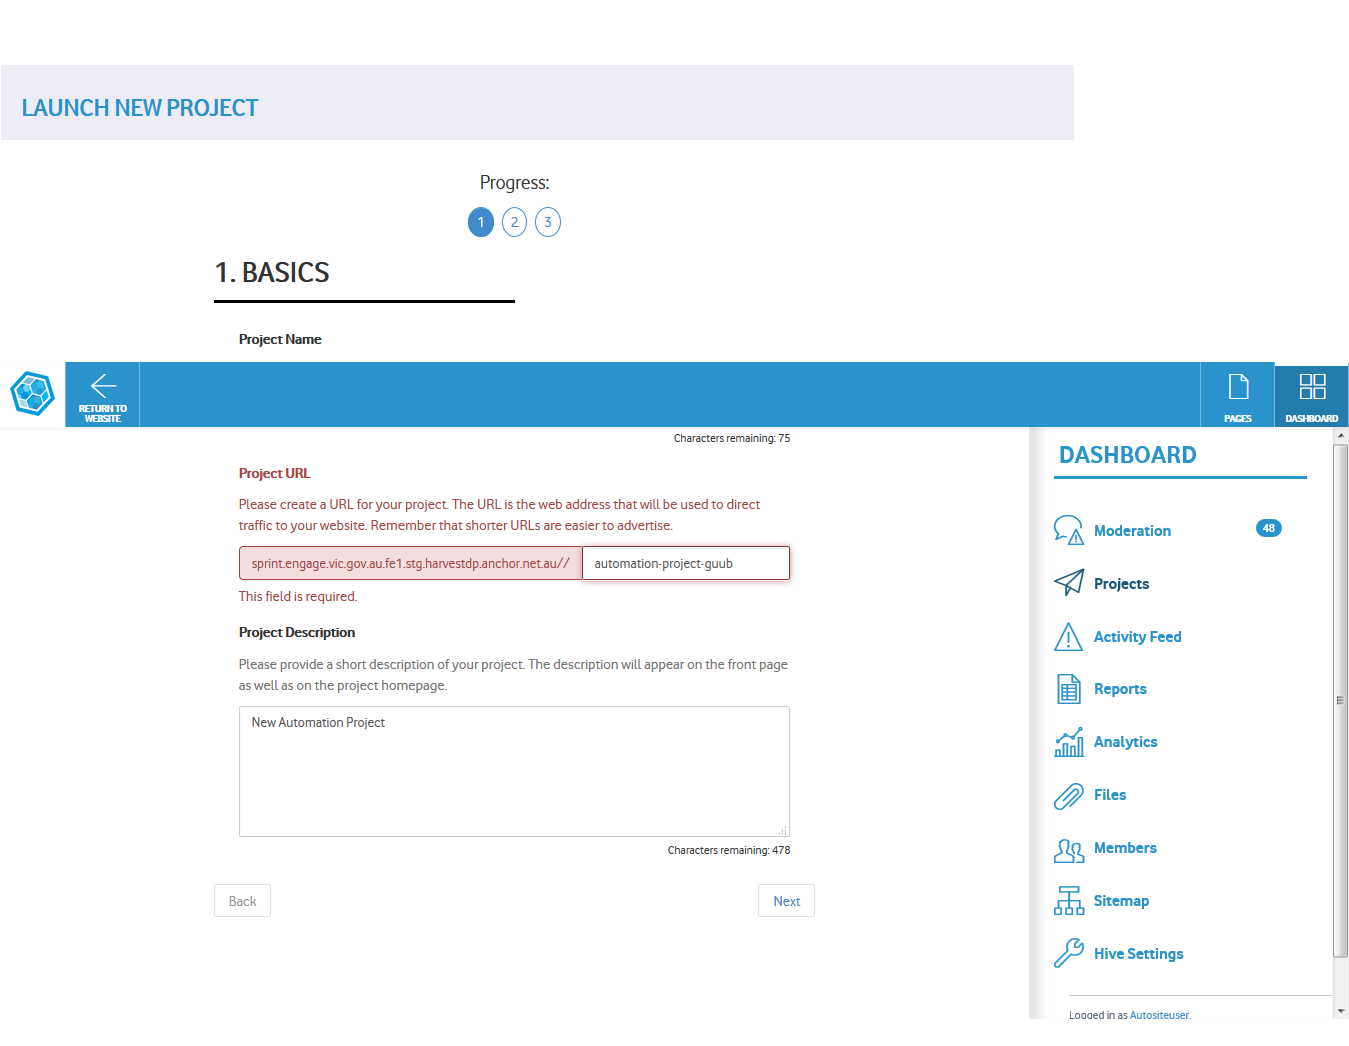 LAUNCH NEW PROJECT
Progress:
1 2 3
1. BASICS
Project Name
RETURN TO
WEBSITE
PAGES
DASHBOARD
Characters remaining: 75
Project URL
Please create a URL for your project. The URL is the web address that will be used to direct
traffic to your website. Remember that shorter URLs are easier to advertise.
sprint.engage.vic.gov.au.fe1.stg.harvestdp.anchor.net.au//
automation-project-guub
This field is required.
Project Description
Please provide a short description of your project. The description will appear on the front page
as well as on the project homepage.
New Automation Project
Characters remaining: 478
Back
Next
DASHBOARD
Moderation 48
Projects
Activity Feed
Reports
Analytics
Files
Members
Sitemap
Hive Settings
Logged in as Autositeuser.